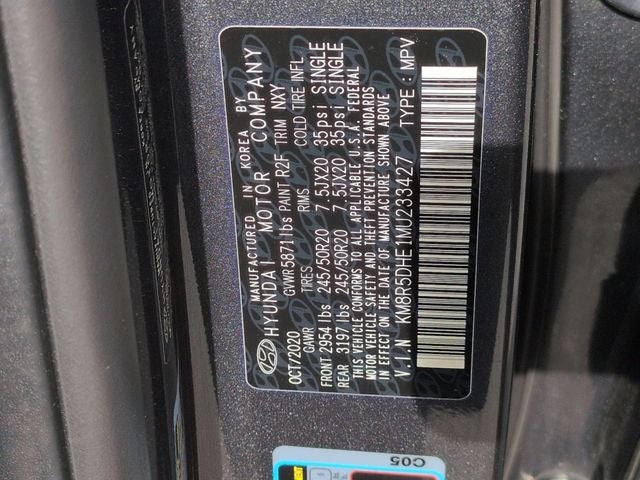 MANUFACTURED IN KOREA BY
HYUNDAI MOTOR COMPANY
OCT/2020 GVWR 5871 lbs PAINT R2F TRIM NXY
GAWR TIRES RIMS COLD TIRE INFL
FRONT 2954 lbs 245/50R20 7.5JX20 35psi SINGLE
REAR 3197 lbs 245/50R20 7.5JX20 35psi SINGLE
THIS VEHICLE CONFORMS TO ALL APPLICABLE U.S.A. FEDERAL
MOTOR VEHICLE SAFETY AND THEFT PREVENTION STANDARDS
IN EFFECT ON THE DATE OF MANUFACTURE SHOWN ABOVE
V.I.N : KM8R5DHE1MU233427 TYPE : MPV
C05